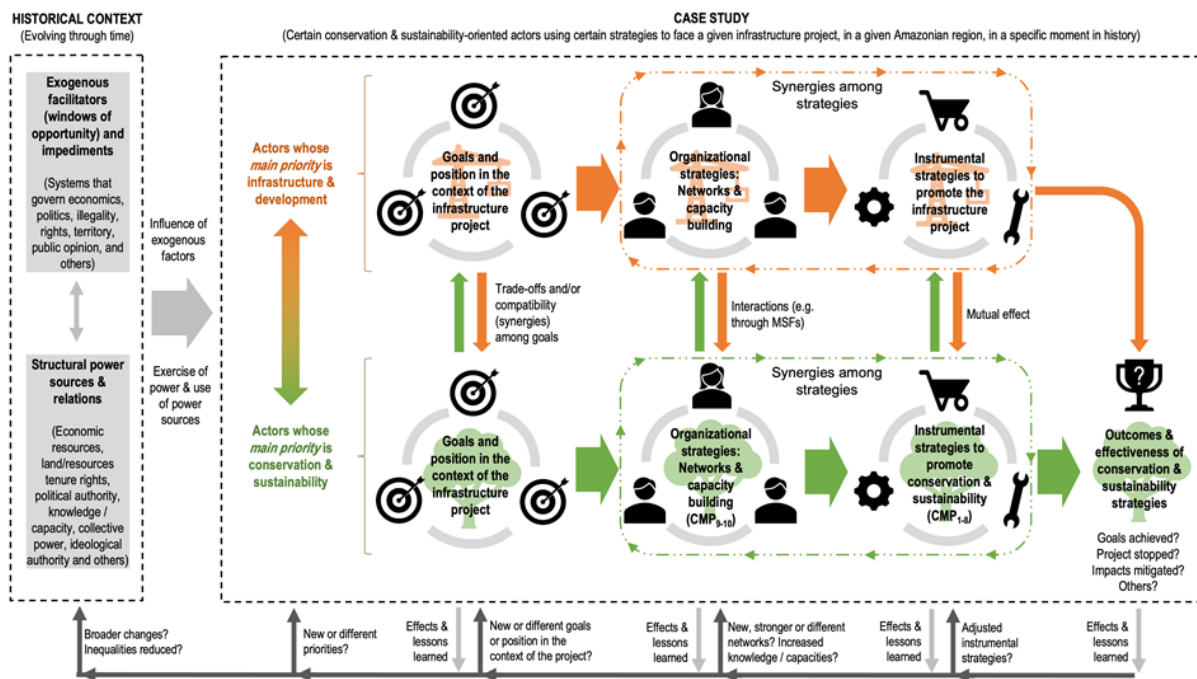 HISTORICAL CONTEXT
(Evolving through time)
Exogenous
facilitators
(windows of
opportunity) and
impediments
(Systems that
govern economics,
politics, illegality,
rights, territory,
public opinion, and
others)
Structural power
sources &
relations
(Economic
resources,
land/resources
tenure rights,
political authority,
knowledge /
capacity, collective
power, ideological
authority and others)
Influence of
exogenous
factors
Exercise of
power & use
of power
sources
CASE STUDY
(Certain conservation & sustainability-oriented actors using certain strategies to face a given infrastructure project, in a given Amazonian region, in a specific moment in history)
Actors whose
main priority is
infrastructure &
development
Goals and
position in the
context of the
infrastructure
project
Synergies among
strategies
Organizational
strategies:
Networks &
capacity
building
Instrumental
strategies to
promote the
infrastructure
project
Trade-offs and/or
compatibility
(synergies)
among goals
Interactions (e.g.
through MSFs)
Mutual effect
Actors whose
main priority is
conservation &
sustainability
Goals and
position in the
context of the
infrastructure
project
Synergies among
strategies
Organizational
strategies:
Networks &
capacity
building
(CMP9-10)
Instrumental
strategies to
promote
conservation &
sustainability
(CMP1-8)
?
Outcomes &
effectiveness of
conservation &
sustainability
strategies
Goals achieved?
Project stopped?
Impacts mitigated?
Others?
Broader changes?
Inequalities reduced?
New or different
priorities?
Effects &
lessons
learned
New or different goals
or position in the
context of the project?
Effects &
lessons
learned
New, stronger or different
networks? Increased
knowledge / capacities?
Effects &
lessons
learned
Adjusted
instrumental
strategies?
Effects &
lessons
learned